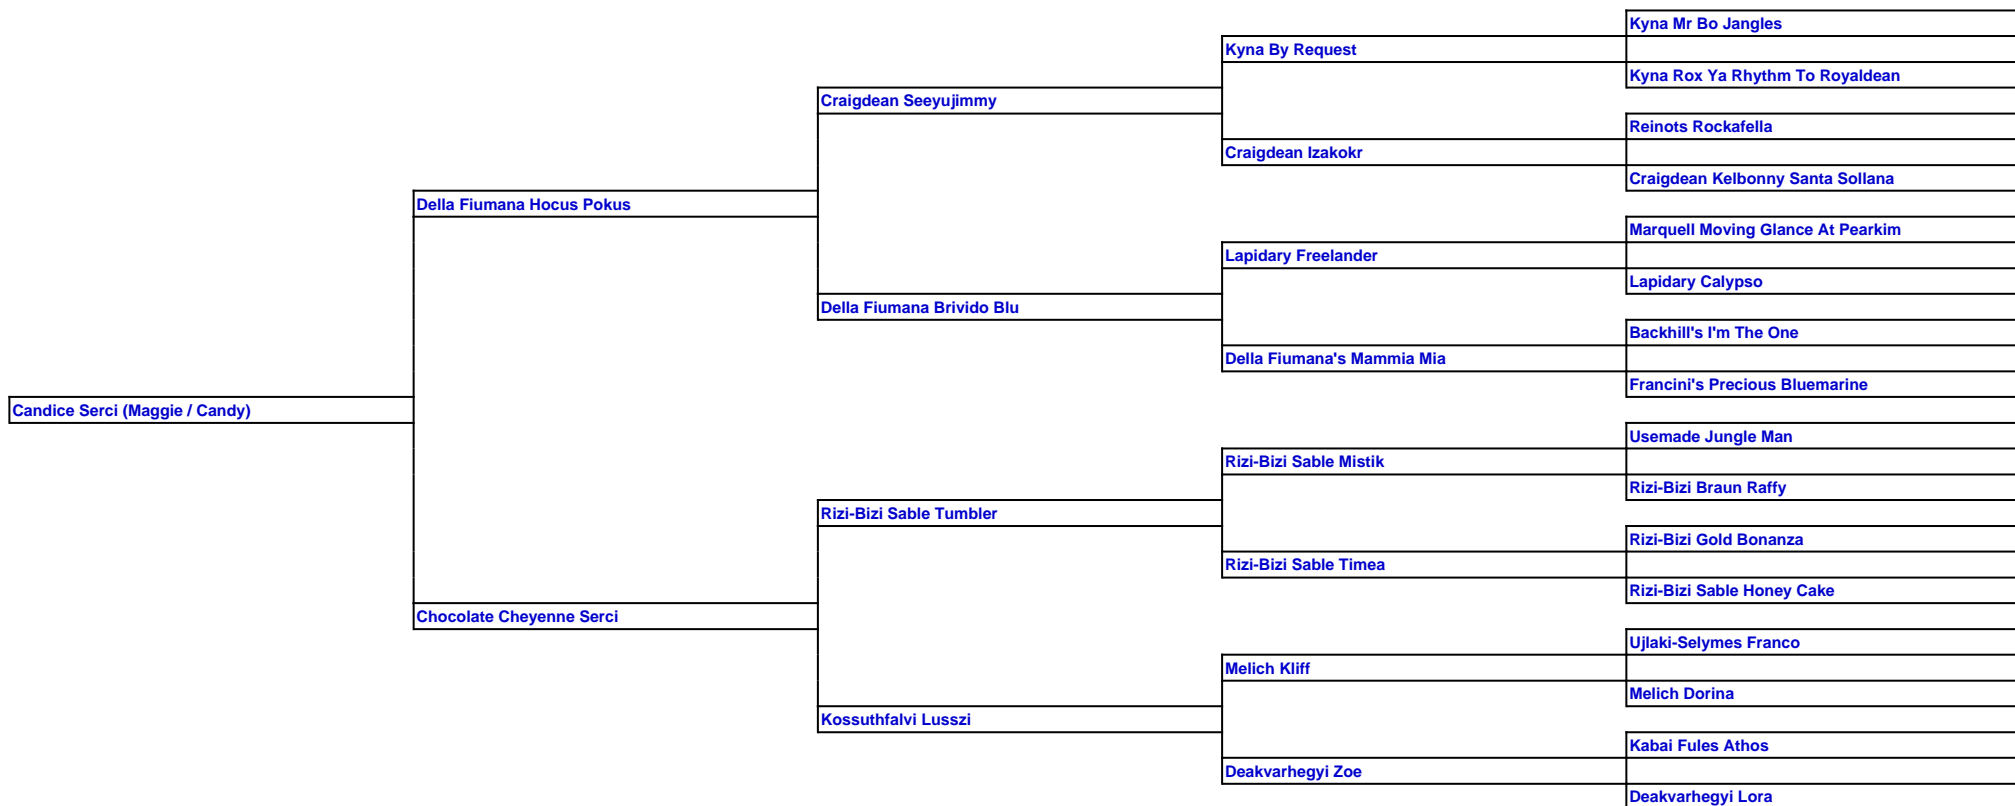 Kyna Mr Bo Jangles
Kyna By Request
Kyna Rox Ya Rhythm To Royaldean
Craigdean Seeyujimmy
Reinots Rockafella
Craigdean Izakokr
Craigdean Kelbonny Santa Sollana
Della Fiumana Hocus Pokus
Marquell Moving Glance At Pearkim
Lapidary Freelander
Lapidary Calypso
Della Fiumana Brivido Blu
Backhill's I'm The One
Della Fiumana's Mammia Mia
Francini's Precious Bluemarine
Candice Serci (Maggie / Candy)
Usemade Jungle Man
Rizi-Bizi Sable Mistik
Rizi-Bizi Braun Raffy
Rizi-Bizi Sable Tumbler
Rizi-Bizi Gold Bonanza
Rizi-Bizi Sable Timea
Rizi-Bizi Sable Honey Cake
Chocolate Cheyenne Serci
Ujlaki-Selymes Franco
Melich Kliff
Melich Dorina
Kossuthfalvi Lusszi
Kabai Fules Athos
Deakvarhegyi Zoe
Deakvarhegyi Lora